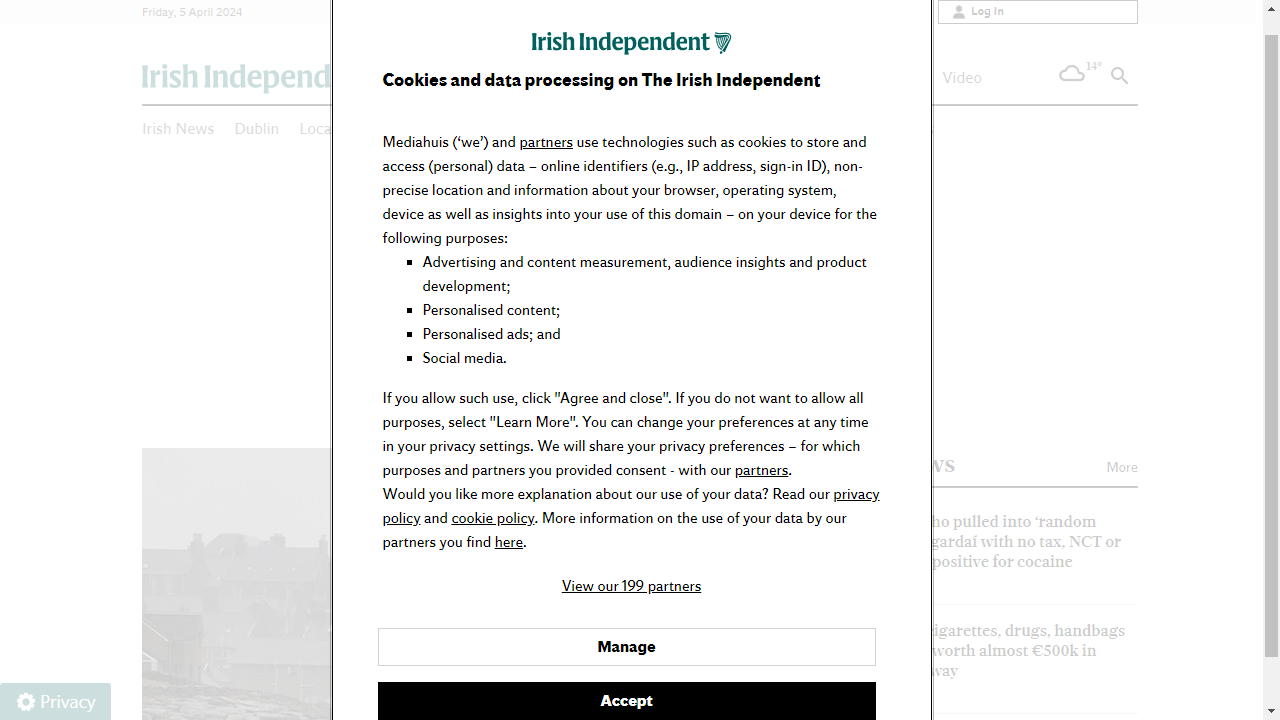 Friday, 5 April 2024
Log In
Irish Independent
Irish Independ
Cookies and data processing on The Irish Independent
Video
14°
Irish News
Dublin
Mediahuis (‘we’) and partners use technologies such as cookies to store and
access (personal) data – online identifiers (e.g., IP address, sign-in ID), non-
precise location and information about your browser, operating system,
device as well as insights into your use of this domain – on your device for the
following purposes:
Advertising and content measurement, audience insights and product
development;
Personalised content;
Personalised ads; and
Social media.
If you allow such use, click "Agree and close". If you do not want to allow all
purposes, select "Learn More". You can change your preferences at any time
in your privacy settings. We will share your privacy preferences – for which
purposes and partners you provided consent - with our partners.
Would you like more explanation about our use of your data? Read our privacy
policy and cookie policy. More information on the use of your data by our
partners you find here.
View our 199 partners
Manage
Accept
More
ho pulled into ‘random
gardaí with no tax, NCT or
positive for cocaine
igarettes, drugs, handbags
worth almost €500k in
way
Privacy